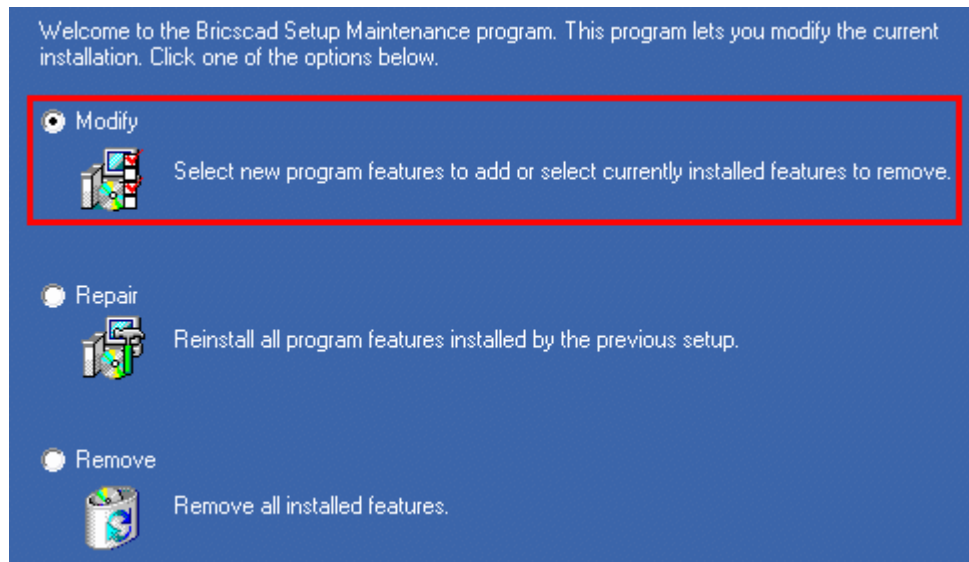 Welcome to the Bricscad Setup Maintenance program. This program lets you modify the current
installation. Click one of the options below.
Modify
Select new program features to add or select currently installed features to remove.
Repair
Reinstall all program features installed by the previous setup.
Remove
Remove all installed features.